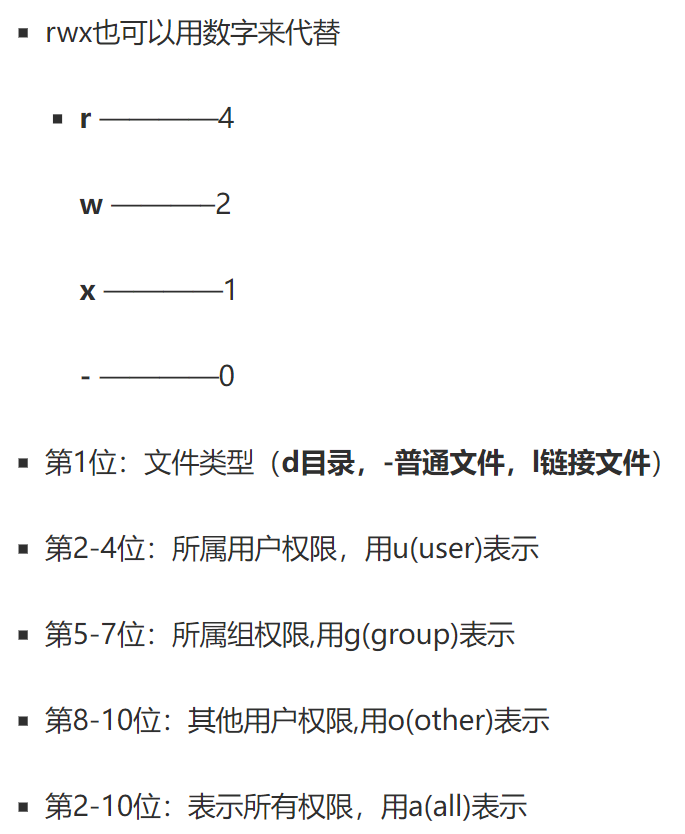 rwx也可以用数字来代替
r ————4
w ————2
x ————1
- ————0
第1位：文件类型（d目录，-普通文件，l链接文件）
第2-4位：所属用户权限，用u(user)表示
第5-7位：所属组权限,用g(group)表示
第8-10位：其他用户权限,用o(other)表示
第2-10位：表示所有权限，用a(all)表示